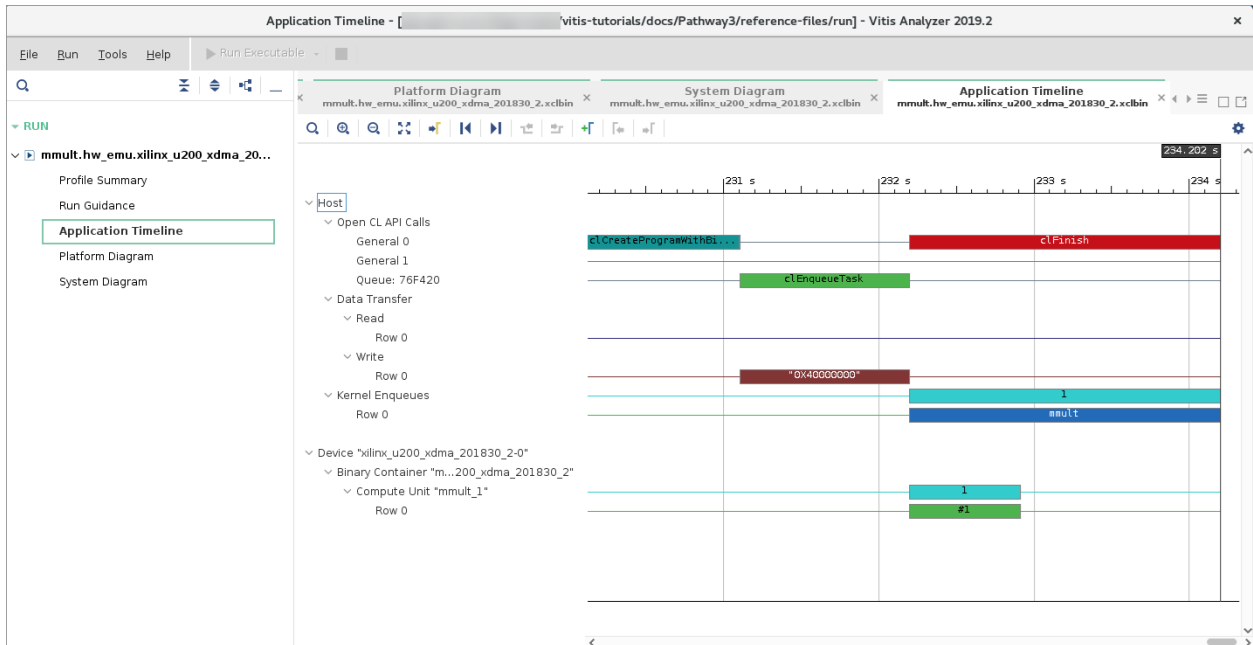 Application Timeline - [ /vitis-tutorials/docs/Pathway3/reference-files/run] - Vitis Analyzer 2019.2
File Run Tools Help Run Executable
Platform Diagram
mmult.hw_emu.xilinx_u200_xdma_201830_2.xclbin
System Diagram
mmult.hw_emu.xilinx_u200_xdma_201830_2.xclbin
Application Timeline
mmult.hw_emu.xilinx_u200_xdma_201830_2.xclbin
RUN
mmult.hw_emu.xilinx_u200_xdma_20...
Profile Summary
Run Guidance
Application Timeline
Platform Diagram
System Diagram
234.202 s
231 s 232 s 233 s 234 s
Host
Open CL API Calls
General 0 clCreateProgramWithBi... clFinish
General 1
Queue: 76F420 clEnqueueTask
Data Transfer
Read
Row 0
Write
Row 0 "0X40000000"
Kernel Enqueues 1
Row 0 mmult
Device "xilinx_u200_xdma_201830_2-0"
Binary Container "m...200_xdma_201830_2"
Compute Unit "mmult_1" 1
Row 0 #1